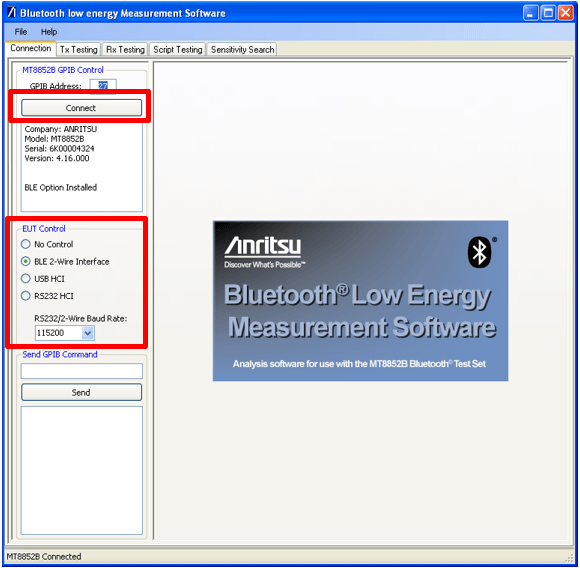 Bluetooth low energy Measurement Software
File Help
Connection Tx Testing Rx Testing Script Testing Sensitivity Search
MT8852B GPIB Control
GPIB Address: 27
Connect
Company: ANRITSU
Model: MT8852B
Serial: 6K00004324
Version: 4.16.000
BLE Option Installed
EUT Control
No Control
BLE 2-Wire Interface
USB HCI
RS232 HCI
RS232/2-Wire Baud Rate:
115200
Send GPIB Command
Send
Anritsu
Discover What's Possible™
Bluetooth® Low Energy
Measurement Software
Analysis software for use with the MT8852B Bluetooth® Test Set
MT8852B Connected